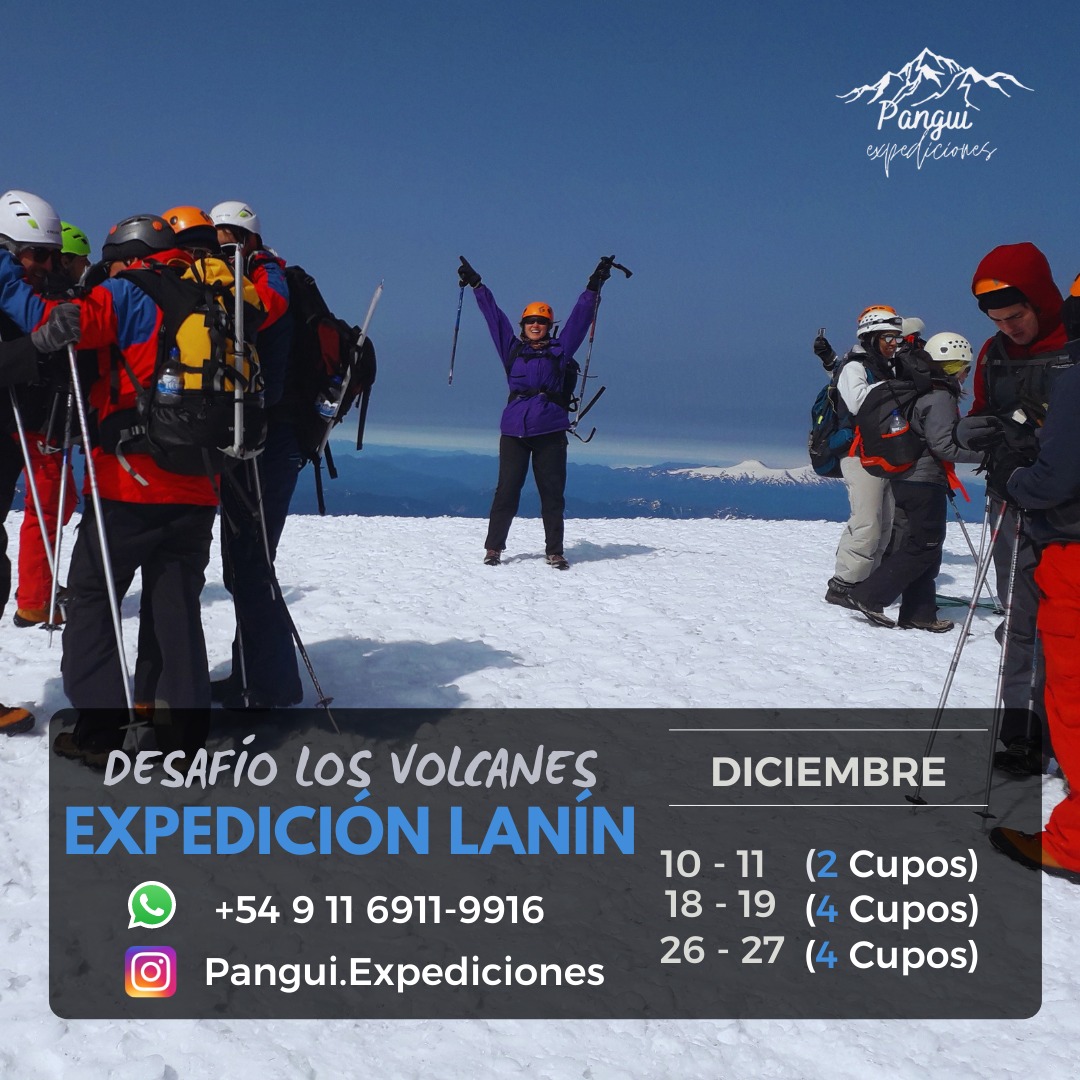 Pangui
expediciones
DESAFÍO LOS VOLCANES
EXPEDICIÓN LANÍN
+54 9 11 6911-9916
Pangui.Expediciones
DICIEMBRE
10 - 11 (2 Cupos)
18 - 19 (4 Cupos)
26 - 27 (4 Cupos)